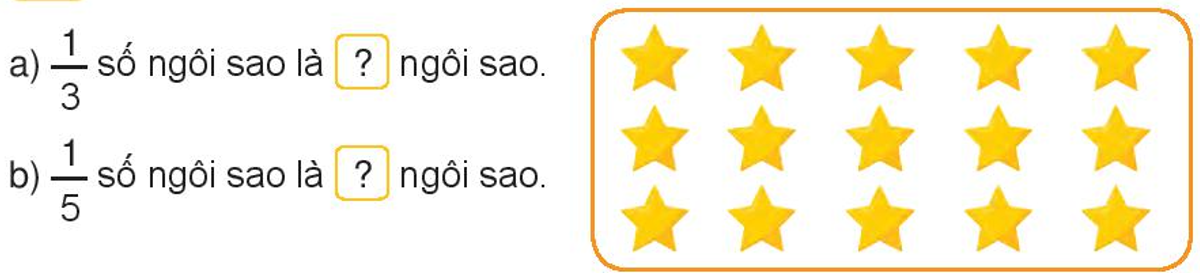 a) 1/3 số ngôi sao là ? ngôi sao.
b) 1/5 số ngôi sao là ? ngôi sao.